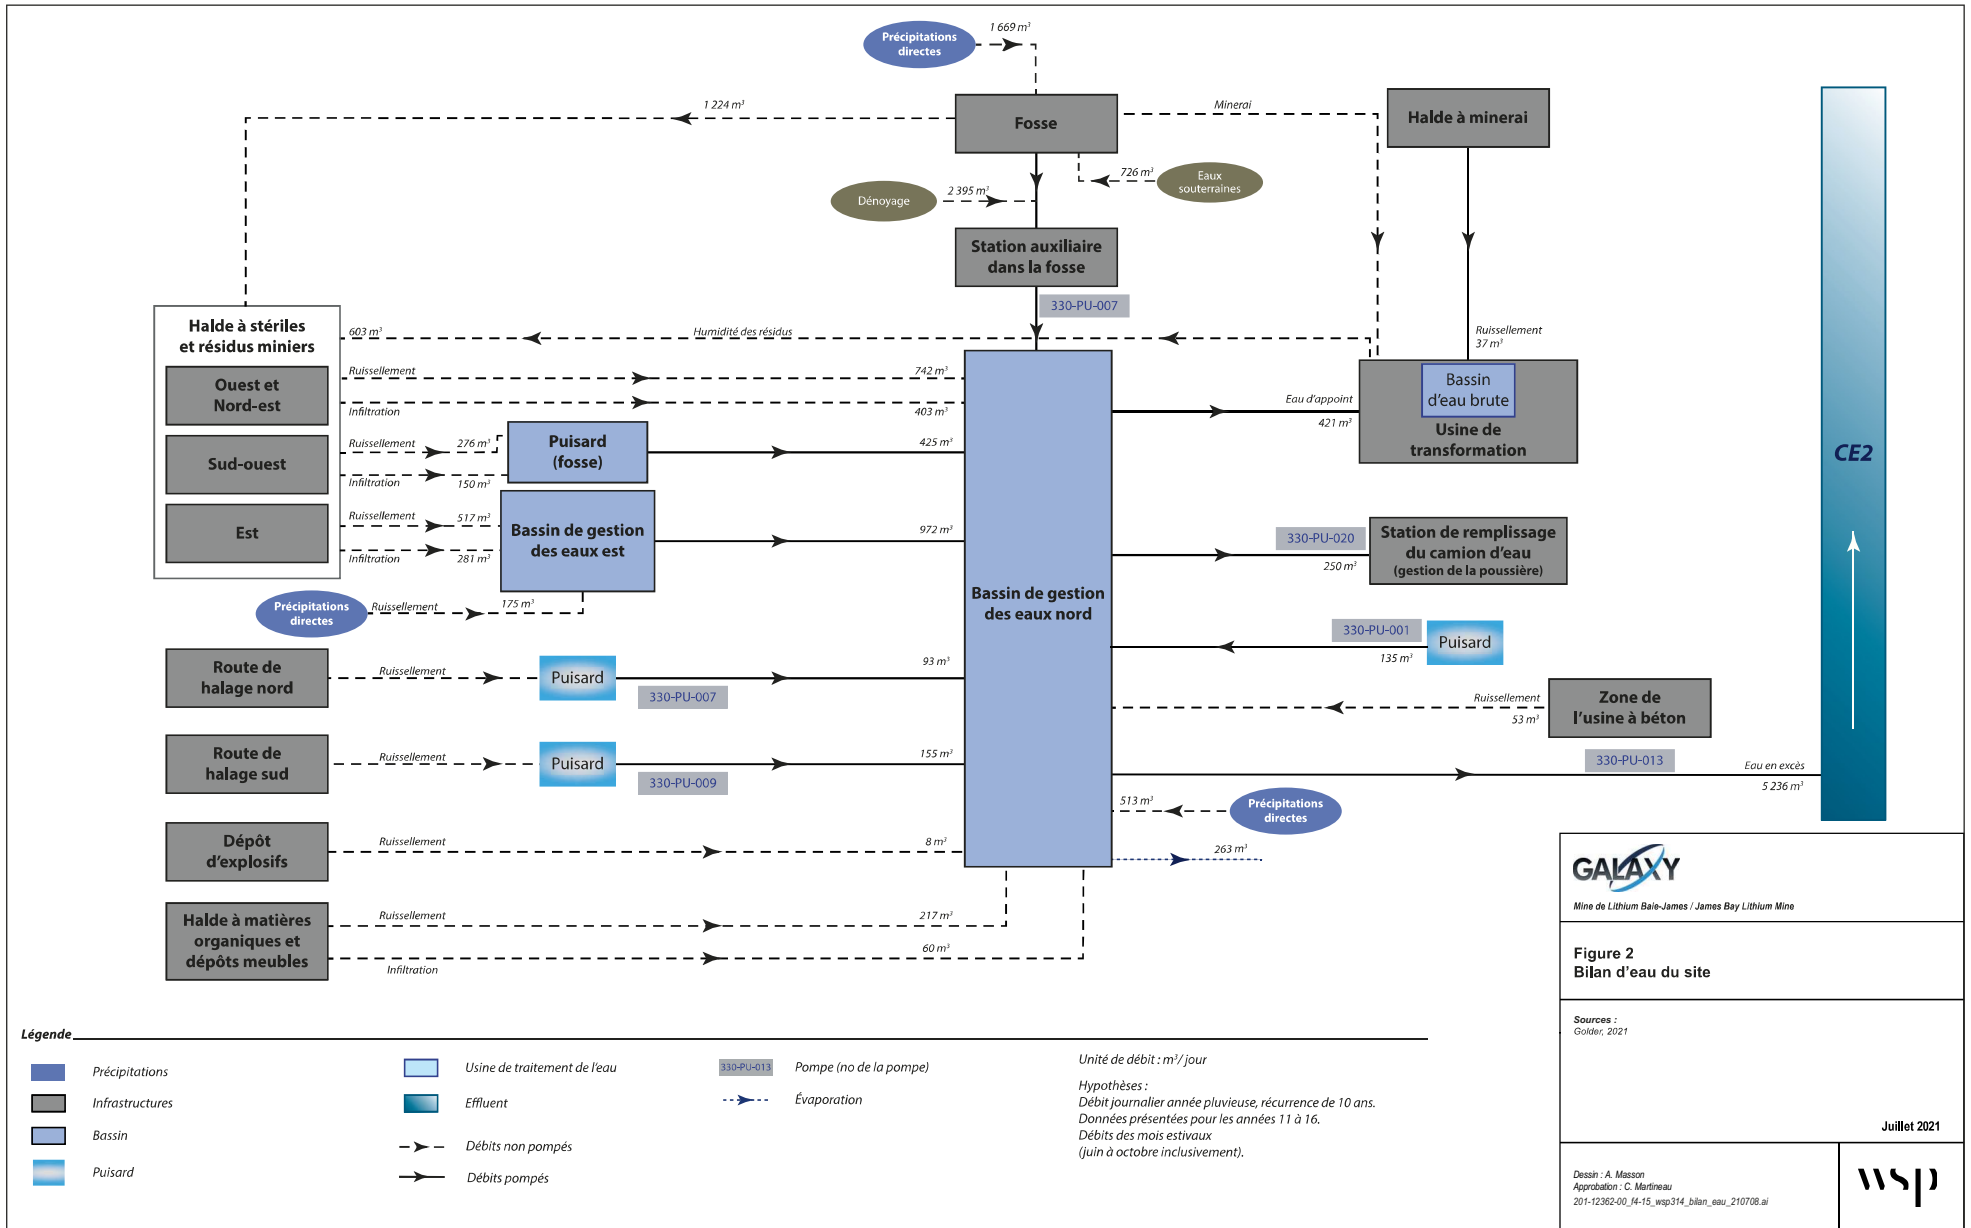 Précipitations
directes
1 669 m³
1 224 m³
Fosse
Minerai
Halde à minerai
726 m³
Eaux
souterraines
Dénoyage
2 395 m³
Station auxiliaire
dans la fosse
330-PU-007
Halde à stériles
et résidus miniers
603 m³
Humidité des résidus
Ruissellement
37 m³
Ouest et
Nord-est
Ruissellement
742 m³
Infiltration
403 m³
Bassin
d'eau brute
Usine de
transformation
Eau d'appoint
421 m³
Sud-ouest
Ruissellement
276 m³
Infiltration
150 m³
Puisard
(fosse)
425 m³
CE2
Est
Ruissellement
517 m³
Infiltration
281 m³
Bassin de gestion
des eaux est
972 m³
330-PU-020
250 m³
Station de remplissage
du camion d'eau
(gestion de la poussière)
Bassin de gestion
des eaux nord
Précipitations
directes
Ruissellement
175 m³
330-PU-001
135 m³
Puisard
Route de
halage nord
Ruissellement
Puisard
330-PU-007
93 m³
Ruissellement
53 m³
Zone de
l'usine à béton
Route de
halage sud
Ruissellement
Puisard
330-PU-009
155 m³
330-PU-013
Eau en excès
5 236 m³
513 m³
Précipitations
directes
Dépôt
d'explosifs
Ruissellement
8 m³
263 m³
Halde à matières
organiques et
dépôts meubles
Ruissellement
217 m³
Infiltration
60 m³
GALAXY
Mine de Lithium Baie-James / James Bay Lithium Mine
Figure 2
Bilan d'eau du site
Sources :
Golder, 2021
Juillet 2021
Dessin : A. Masson
Approbation : C. Martineau
201-12362-00_f4-15_wsp314_bilan_eau_210708.ai
wsp
Légende
Précipitations
Infrastructures
Bassin
Puisard
Usine de traitement de l'eau
Effluent
Débits non pompés
Débits pompés
330-PU-013
Pompe (no de la pompe)
Évaporation
Unité de débit : m³/ jour
Hypothèses :
Débit journalier année pluvieuse, récurrence de 10 ans.
Données présentées pour les années 11 à 16.
Débits des mois estivaux
(juin à octobre inclusivement).